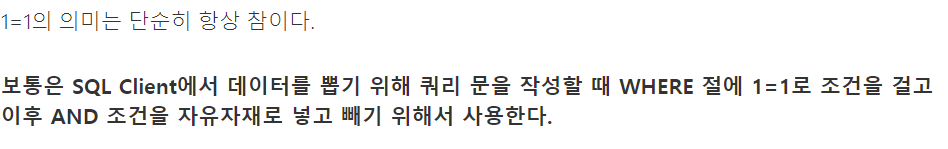 1=1의 의미는 단순히 항상 참이다.
보통은 SQL Client에서 데이터를 뽑기 위해 쿼리 문을 작성할 때 WHERE 절에 1=1로 조건을 걸고
이후 AND 조건을 자유자재로 넣고 빼기 위해서 사용한다.